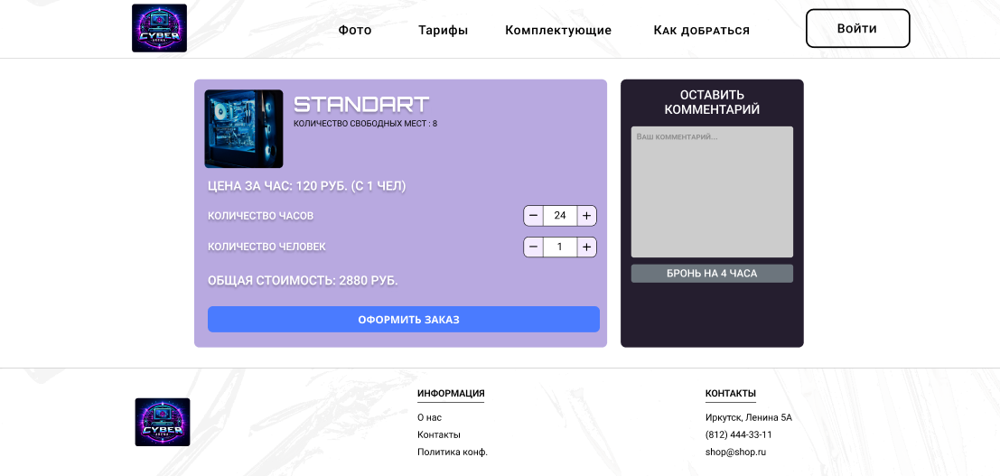 CYBER
ARENA
Фото
Тарифы
Комплектующие
Как добраться
Войти
STANDART
КОЛИЧЕСТВО СВОБОДНЫХ МЕСТ : 8
ЦЕНА ЗА ЧАС: 120 РУБ. (С 1 ЧЕЛ)
КОЛИЧЕСТВО ЧАСОВ
− 24 +
КОЛИЧЕСТВО ЧЕЛОВЕК
− 1 +
ОБЩАЯ СТОИМОСТЬ: 2880 РУБ.
ОФОРМИТЬ ЗАКАЗ
ОСТАВИТЬ
КОММЕНТАРИЙ
Ваш комментарий...
БРОНЬ НА 4 ЧАСА
CYBER
ARENA
ИНФОРМАЦИЯ
О нас
Контакты
Политика конф.
КОНТАКТЫ
Иркутск, Ленина 5А
(812) 444-33-11
shop@shop.ru